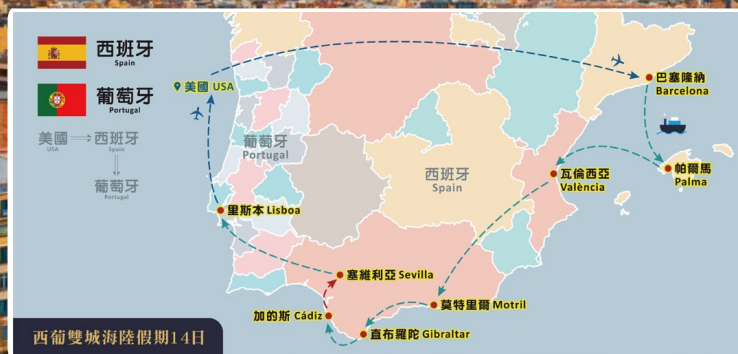 西班牙
Spain
葡萄牙
Portugal
美國 西班牙
USA Spain
葡萄牙
Portugal
美國 USA
巴塞隆納
Barcelona
帕爾馬
Palma
瓦倫西亞
València
葡萄牙
Portugal
西班牙
Spain
里斯本 Lisboa
塞維利亞 Sevilla
莫特里爾 Motril
加的斯 Cádiz
直布羅陀 Gibraltar
西葡雙城海陸假期14日